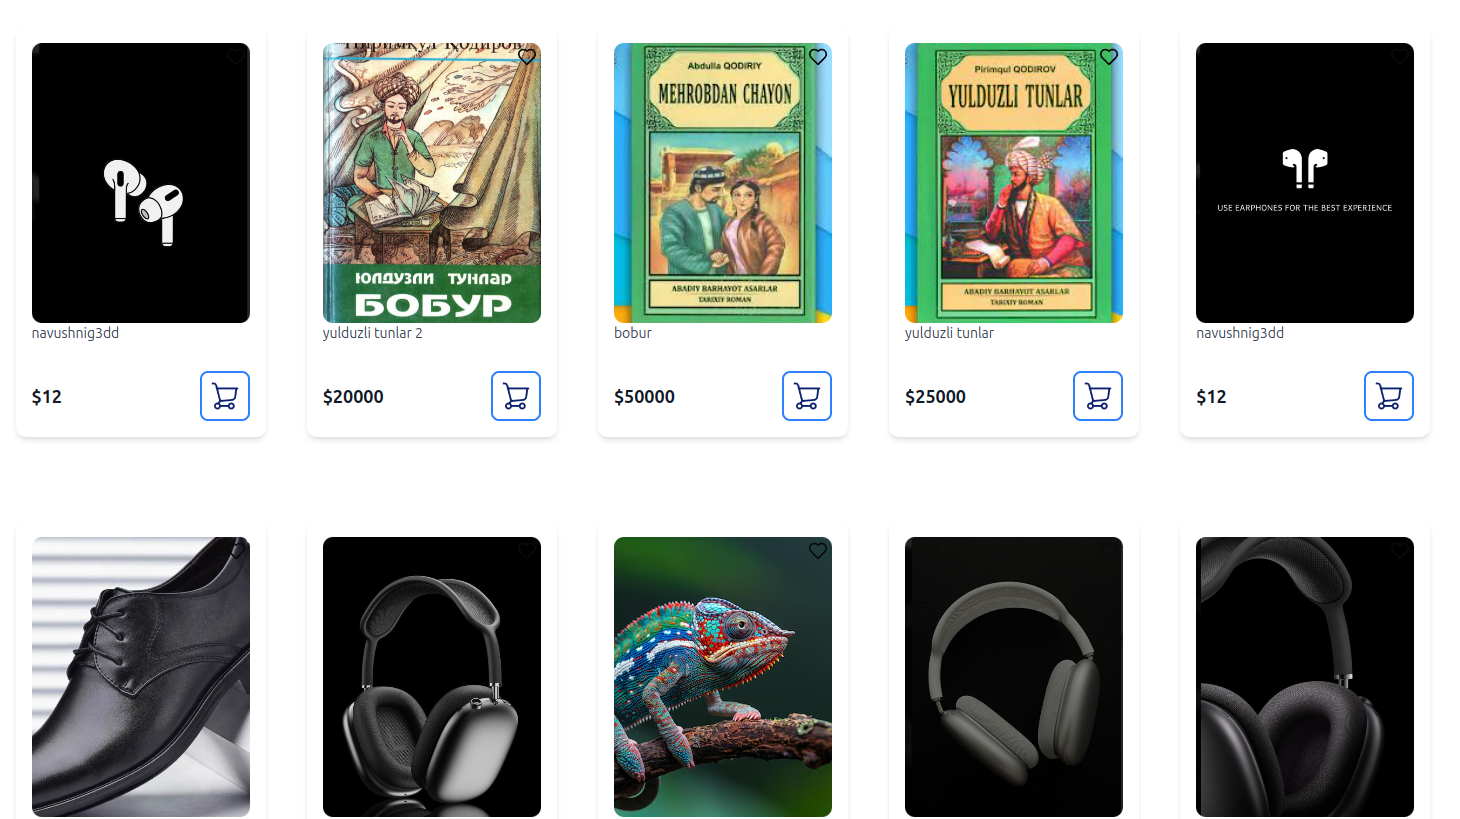 Пиримқул Қодиров
ЮЛДУЗЛИ ТУНЛАР
БОБУР
Abdulla QODIRIY
MEHROBDAN CHAYON
ABADIY BARHAYOT ASARLAR
TARIXIY ROMAN
Pirimqul QODIROV
YULDUZLI TUNLAR
ABADIY BARHAYOT ASARLAR
TARIXIY ROMAN
USE EARPHONES FOR THE BEST EXPERIENCE
navushnig3dd
yulduzli tunlar 2
bobur
yulduzli tunlar
navushnig3dd
$12
$20000
$50000
$25000
$12